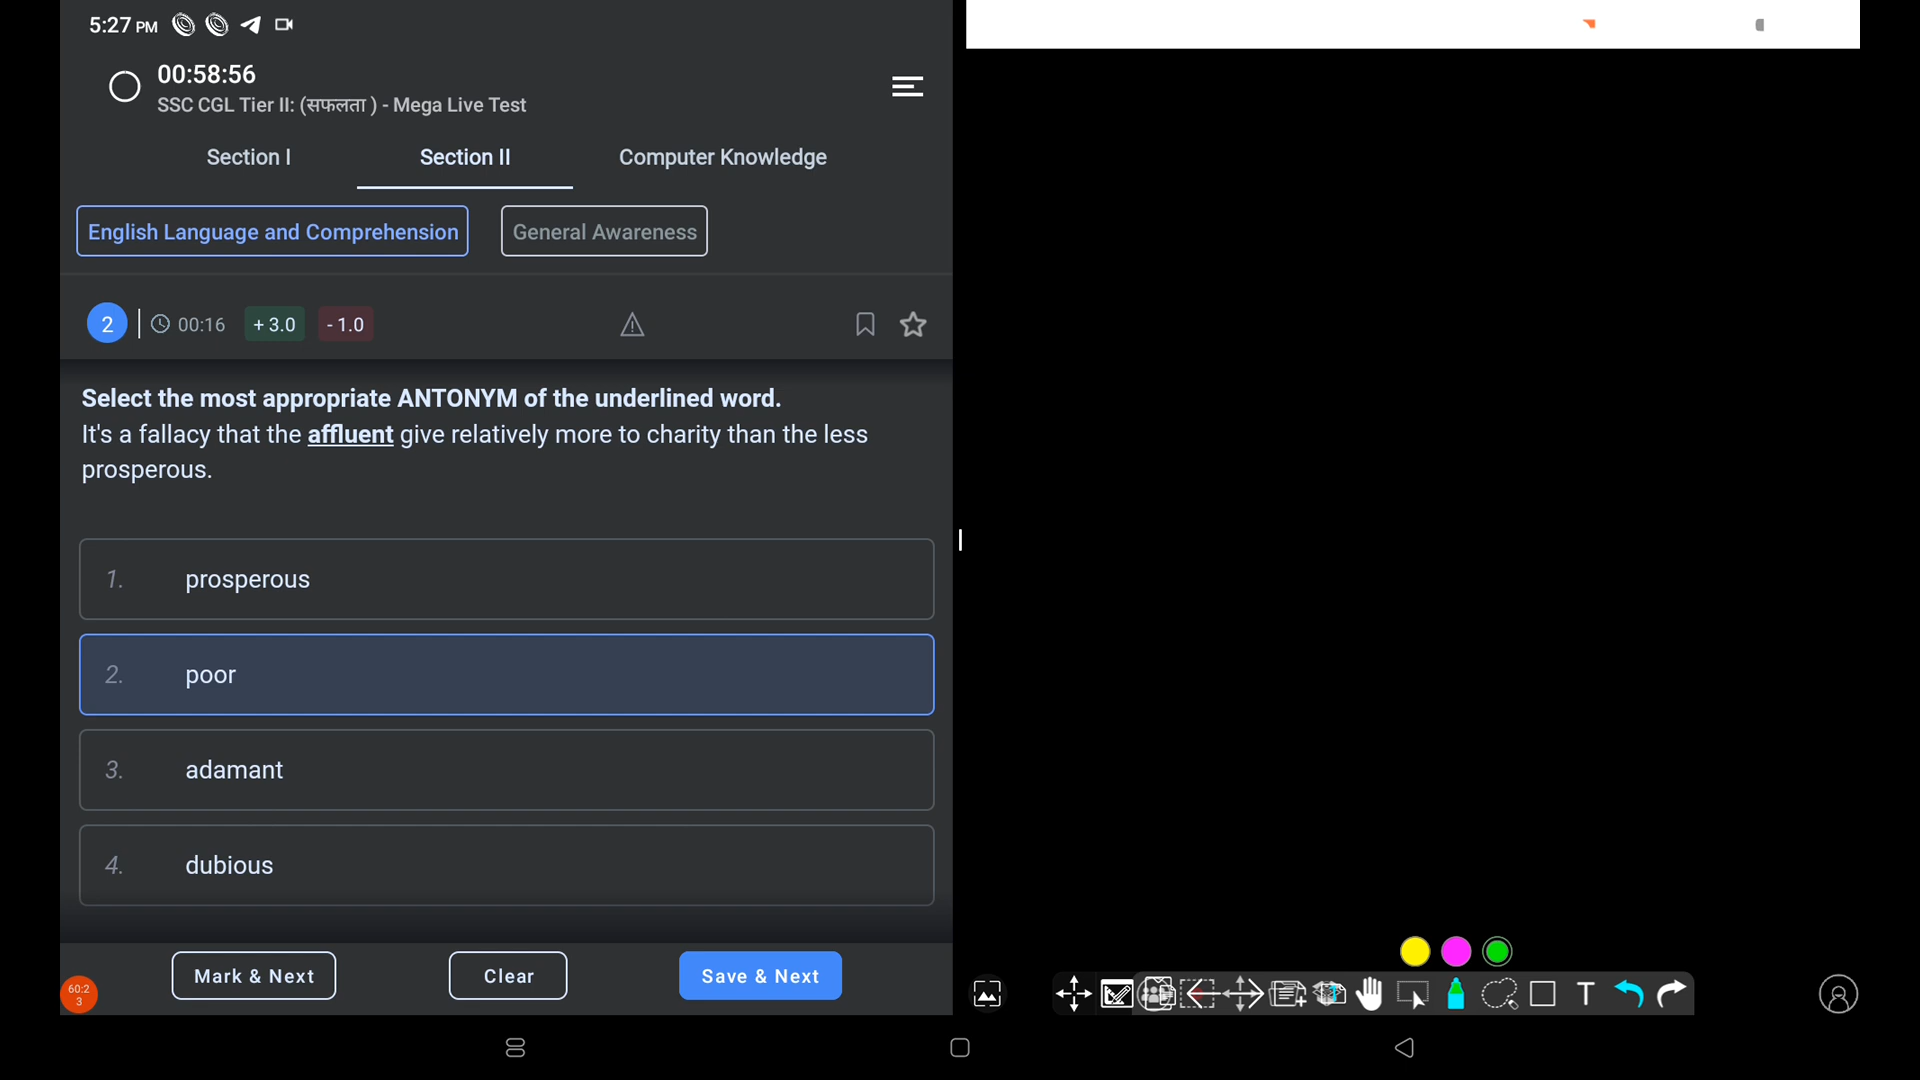 5:27 PM
00:58:56
SSC CGL Tier II: (सफलता ) - Mega Live Test
Section I
Section II
Computer Knowledge
English Language and Comprehension
General Awareness
2
00:16
+ 3.0
- 1.0
Select the most appropriate ANTONYM of the underlined word.
It's a fallacy that the affluent give relatively more to charity than the less
prosperous.
1. prosperous
2. poor
3. adamant
4. dubious
Mark & Next
Clear
Save & Next
60:2
3
T